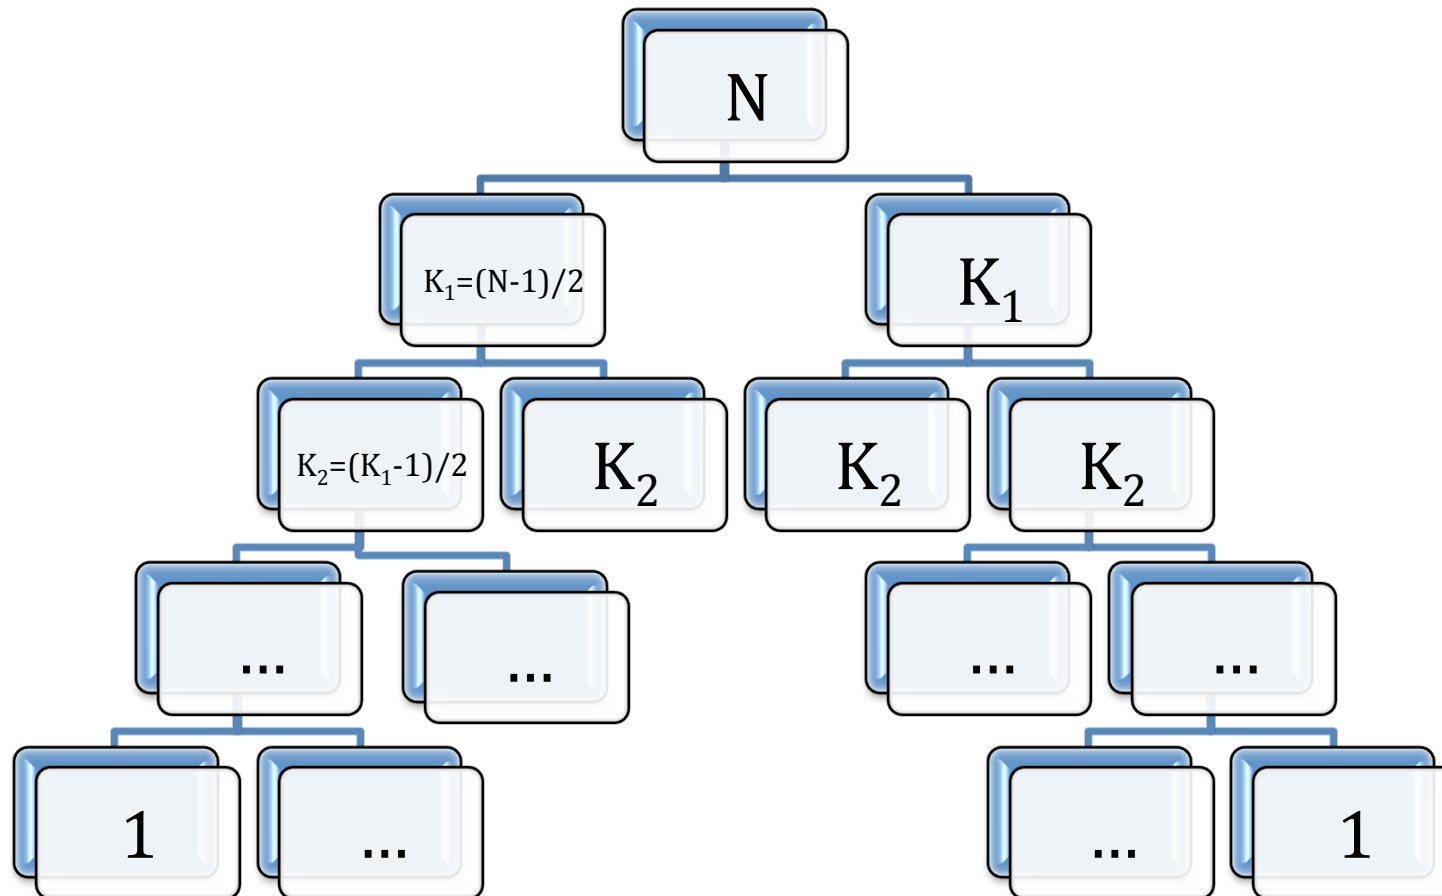 N
K₁=(N-1)/2
K₁
K₂=(K₁-1)/2
K₂
K₂
K₂
...
...
...
...
1
...
...
1